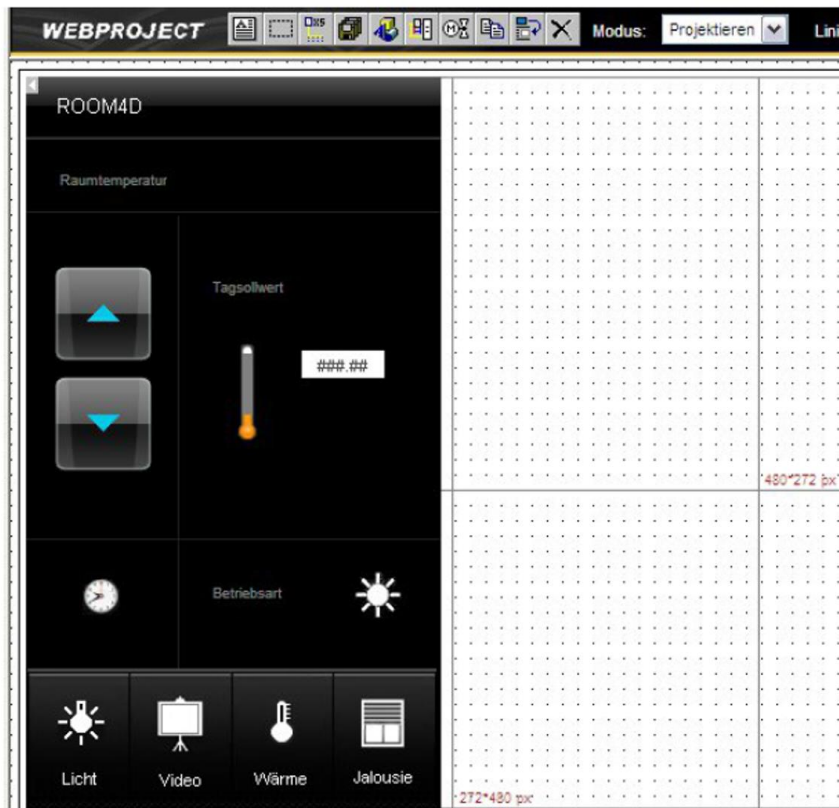 WEBPROJECT Modus: Projektieren Lini
ROOM4D
Raumtemperatur
Tagsollwert
###.##
480*272 px
Betriebsart
Licht Video Wärme Jalousie
272*480 px